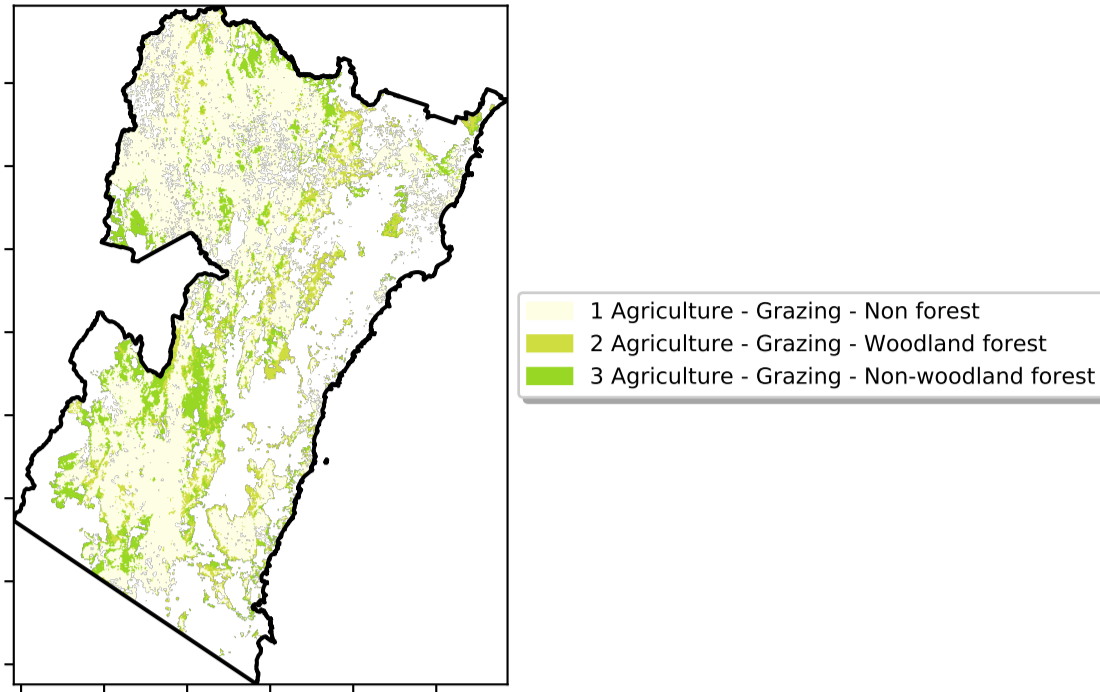 1 Agriculture - Grazing - Non forest
2 Agriculture - Grazing - Woodland forest
3 Agriculture - Grazing - Non-woodland forest